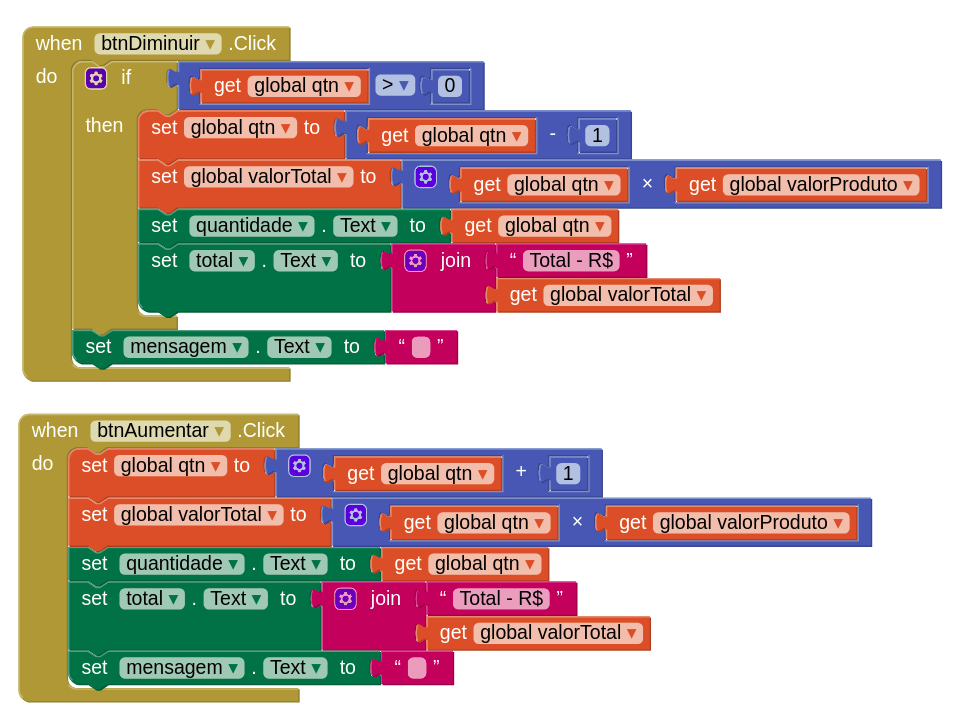 when btnDiminuir .Click
do if get global qtn > 0
then set global qtn to get global qtn - 1
set global valorTotal to get global qtn × get global valorProduto
set quantidade . Text to get global qtn
set total . Text to join “ Total - R$ ”
get global valorTotal
set mensagem . Text to “ ”
when btnAumentar .Click
do set global qtn to get global qtn + 1
set global valorTotal to get global qtn × get global valorProduto
set quantidade . Text to get global qtn
set total . Text to join “ Total - R$ ”
get global valorTotal
set mensagem . Text to “ ”